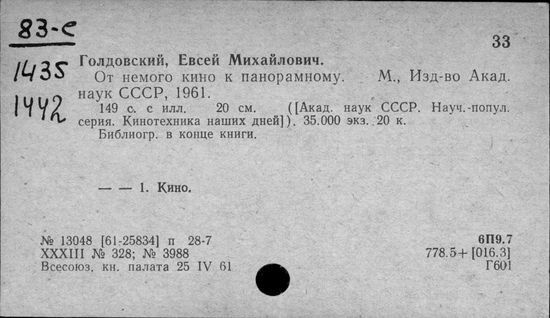 83-е
33
1435
1442
Голдовский, Евсей Михайлович.
От немого кино к панорамному. М., Изд-во Акад.
наук СССР, 1961.
149 с. с илл. 20 см. ([Акад. наук СССР. Науч.-попул.
серия. Кинотехника наших дней]). 35.000 экз. 20 к.
Библиогр. в конце книги.
— — 1. Кино.
№ 13048 [61-25834] п 28-7
6П9.7
XXXIII № 328; № 3988
778.5+[016.3]
Всесоюз. кн. палата 25 IV 61
Г601